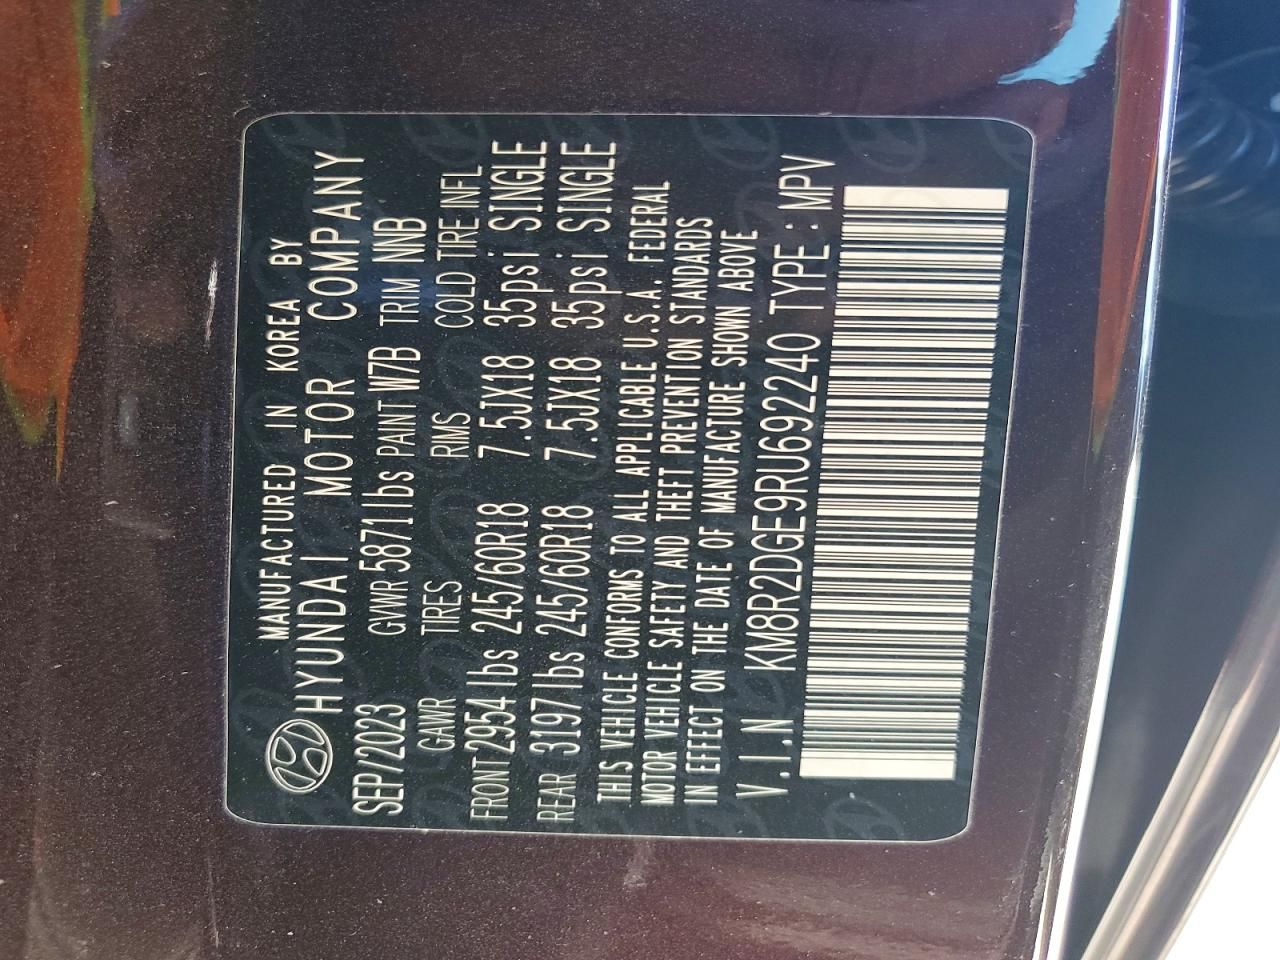 MANUFACTURED IN KOREA BY
HYUNDAI MOTOR COMPANY
SEP/2023 GVWR 5871lbs PAINT W7B TRIM NNB
GAWR TIRES RIMS COLD TIRE INFL
FRONT 2954lbs 245/60R18 7.5JX18 35psi SINGLE
REAR 3197lbs 245/60R18 7.5JX18 35psi SINGLE
THIS VEHICLE CONFORMS TO ALL APPLICABLE U.S.A. FEDERAL
MOTOR VEHICLE SAFETY AND THEFT PREVENTION STANDARDS
IN EFFECT ON THE DATE OF MANUFACTURE SHOWN ABOVE
V.I.N KM8R2DGE9RU692240 TYPE : MPV